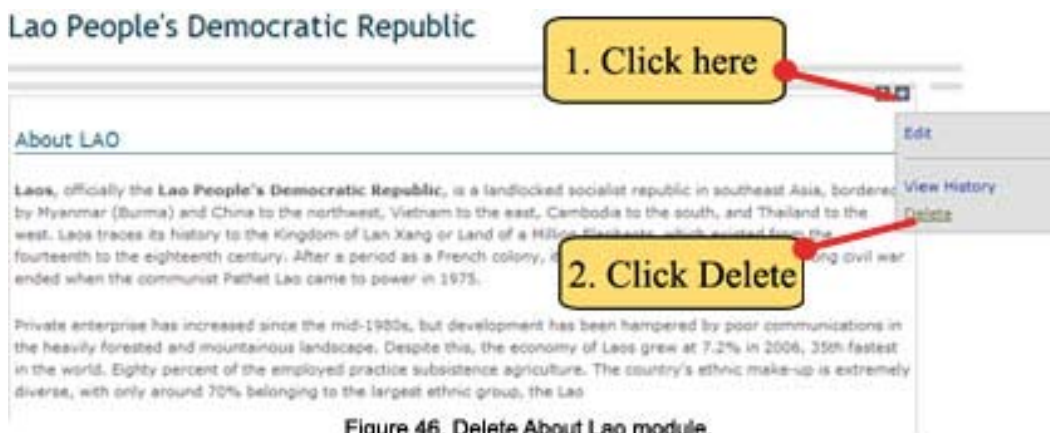 Lao People's Democratic Republic
1. Click here
About LAO
Edit
Laos, officially the Lao People's Democratic Republic, is a landlocked socialist republic in southeast Asia, bordered
View History
by Myanmar (Burma) and China to the northwest, Vietnam to the east, Cambodia to the south, and Thailand to the
Delete
west. Laos traces its history to the Kingdom of Lan Xang or Land of a Million Elephants, which existed from the
fourteenth to the eighteenth century. After a period as a French colony, long civil war
2. Click Delete
ended when the communist Pathet Lao came to power in 1975.
Private enterprise has increased since the mid-1980s, but development has been hampered by poor communications in
the heavily forested and mountainous landscape. Despite this, the economy of Laos grew at 7.2% in 2006, 35th fastest
in the world. Eighty percent of the employed practice subsistence agriculture. The country's ethnic make-up is extremely
diverse, with only around 70% belonging to the largest ethnic group, the Lao
Figure 46. Delete About Lao module